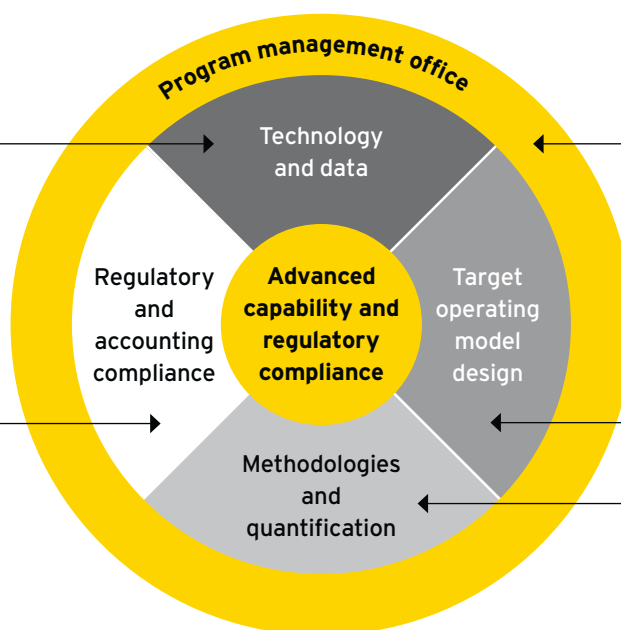 Program management office
Technology
and data
Regulatory
and
accounting
compliance
Advanced
capability and
regulatory
compliance
Target
operating
model
design
Methodologies
and
quantification